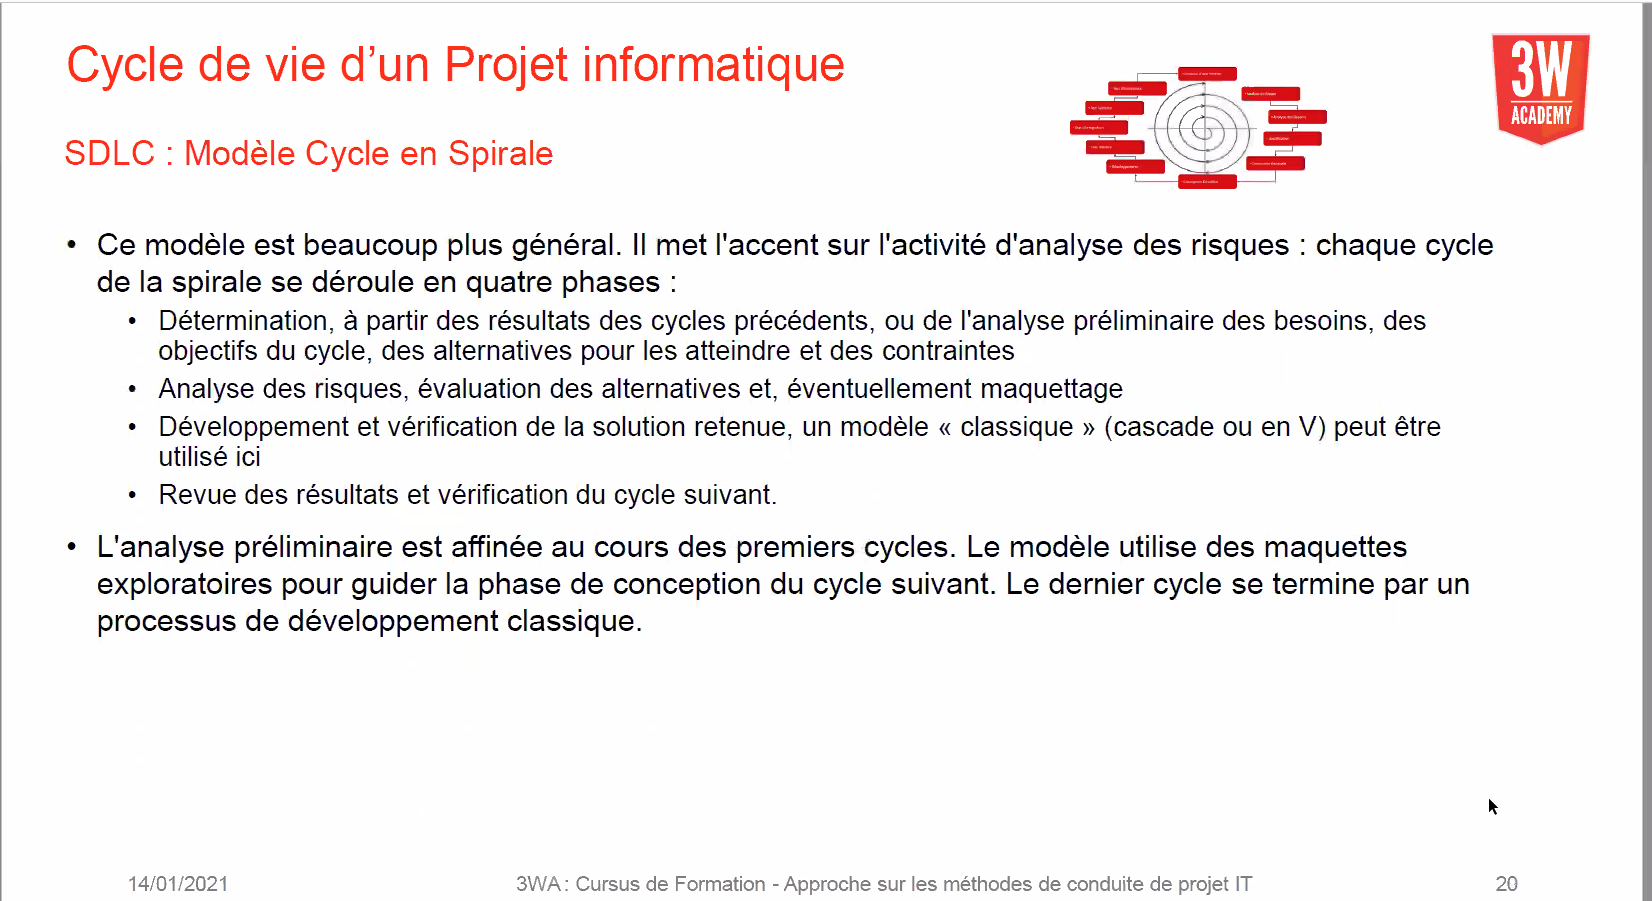 Cycle de vie d’un Projet informatique
3W
ACADEMY
SDLC : Modèle Cycle en Spirale
• Ce modèle est beaucoup plus général. Il met l'accent sur l'activité d'analyse des risques : chaque cycle
de la spirale se déroule en quatre phases :
• Détermination, à partir des résultats des cycles précédents, ou de l'analyse préliminaire des besoins, des
objectifs du cycle, des alternatives pour les atteindre et des contraintes
• Analyse des risques, évaluation des alternatives et, éventuellement maquettage
• Développement et vérification de la solution retenue, un modèle « classique » (cascade ou en V) peut être
utilisé ici
• Revue des résultats et vérification du cycle suivant.
• L'analyse préliminaire est affinée au cours des premiers cycles. Le modèle utilise des maquettes
exploratoires pour guider la phase de conception du cycle suivant. Le dernier cycle se termine par un
processus de développement classique.
14/01/2021
3WA : Cursus de Formation - Approche sur les méthodes de conduite de projet IT
20